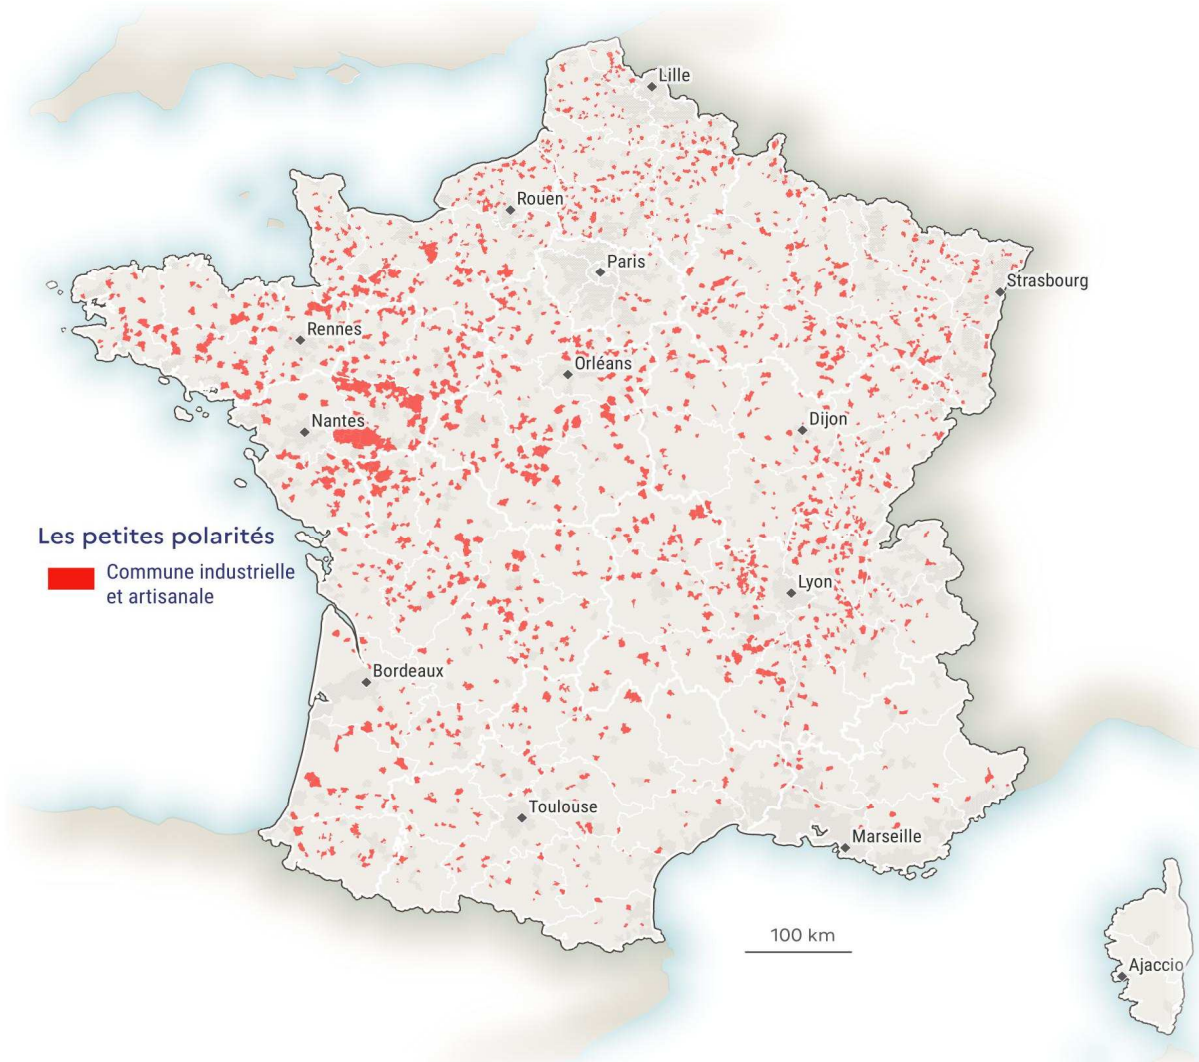 Lille
Rouen
Paris
Strasbourg
Rennes
Orléans
Nantes
Dijon
Les petites polarités
Commune industrielle
et artisanale
Lyon
Bordeaux
Toulouse
Marseille
100 km
Ajaccio